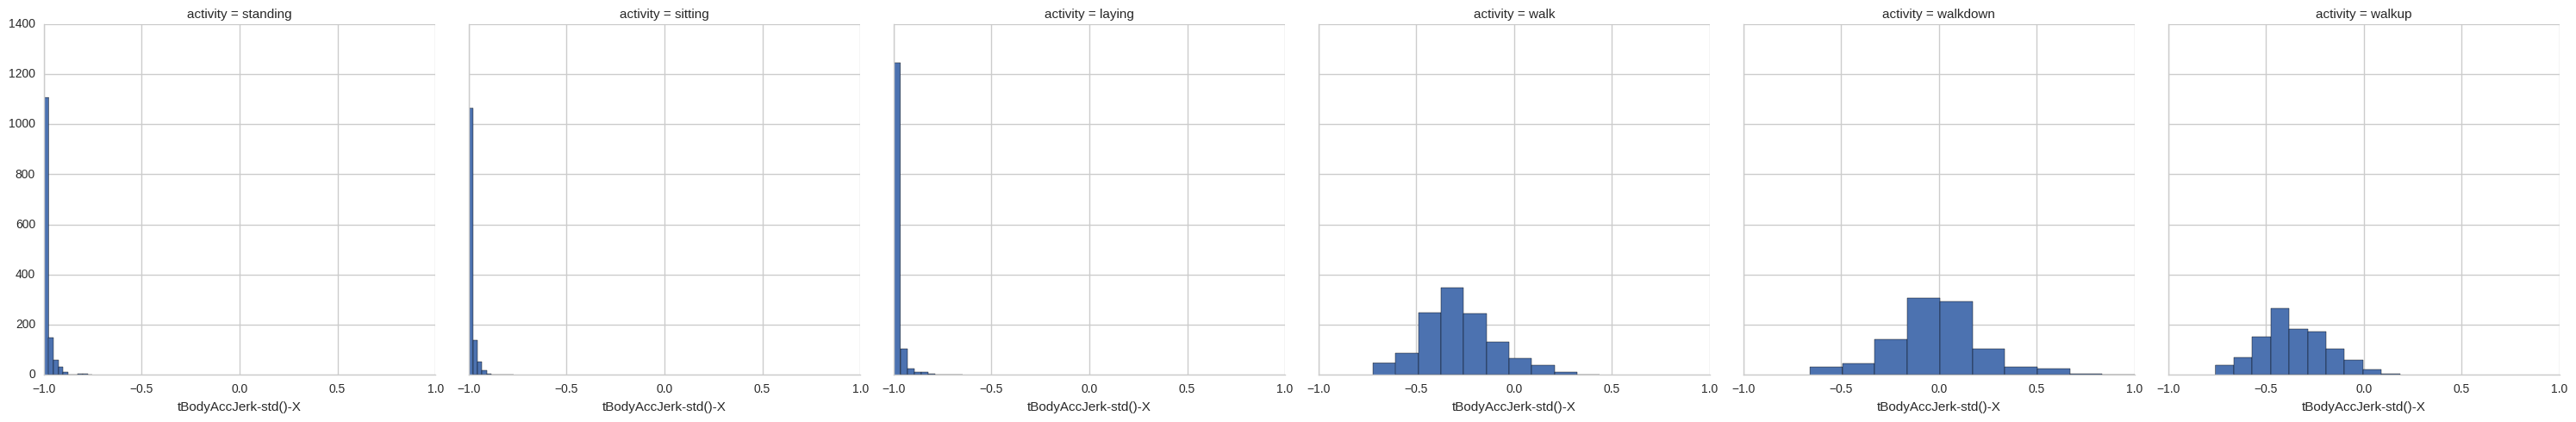 activity = standing
activity = sitting
activity = laying
activity = walk
activity = walkdown
activity = walkup
1400
1200
1000
800
600
400
200
0
−1.0 −0.5 0.0 0.5 1.0
−1.0 −0.5 0.0 0.5 1.0
−1.0 −0.5 0.0 0.5 1.0
−1.0 −0.5 0.0 0.5 1.0
−1.0 −0.5 0.0 0.5 1.0
−1.0 −0.5 0.0 0.5 1.0
tBodyAccJerk-std()-X
tBodyAccJerk-std()-X
tBodyAccJerk-std()-X
tBodyAccJerk-std()-X
tBodyAccJerk-std()-X
tBodyAccJerk-std()-X